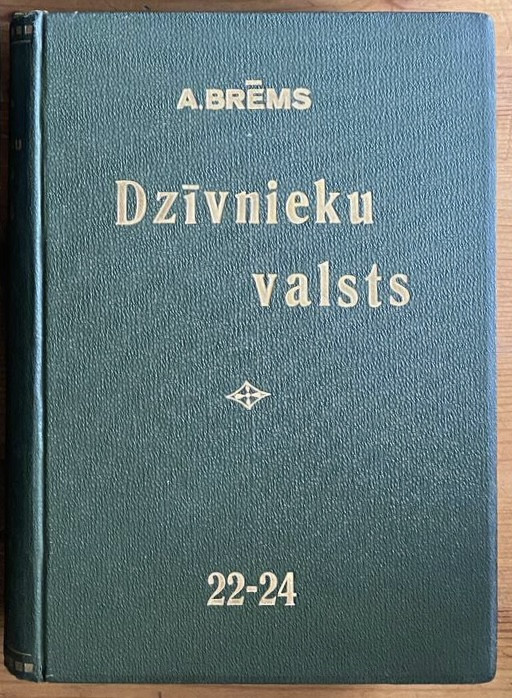 A.BRĒMS
Dzīvnieku
valsts
22-24